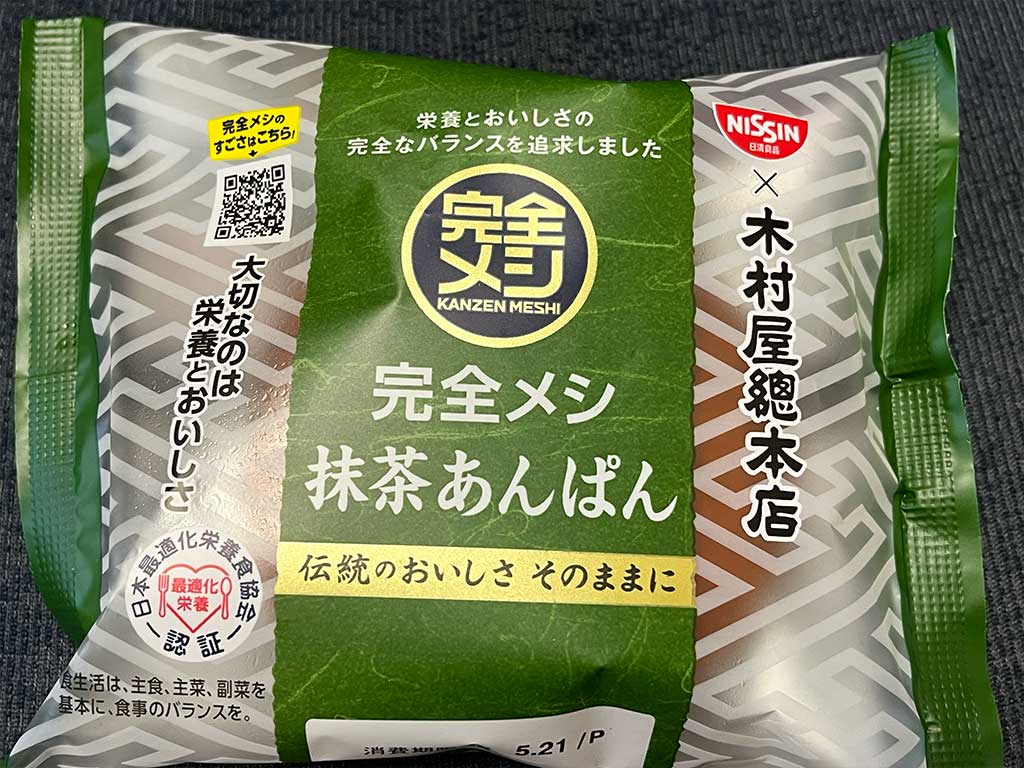 完全メシの
すごさはこちら!
大切なのは
栄養とおいしさ
日本最適化栄養食協会
最適化
栄養
認証
食生活は、主食、主菜、副菜を
基本に、食事のバランスを。
栄養とおいしさの
完全なバランスを追求しました
完全
メシ
KANZEN MESHI
完全メシ
抹茶あんぱん
伝統のおいしさ そのままに
消費期限
5.21 /P
NISSIN
日清食品
×
木村屋總本店